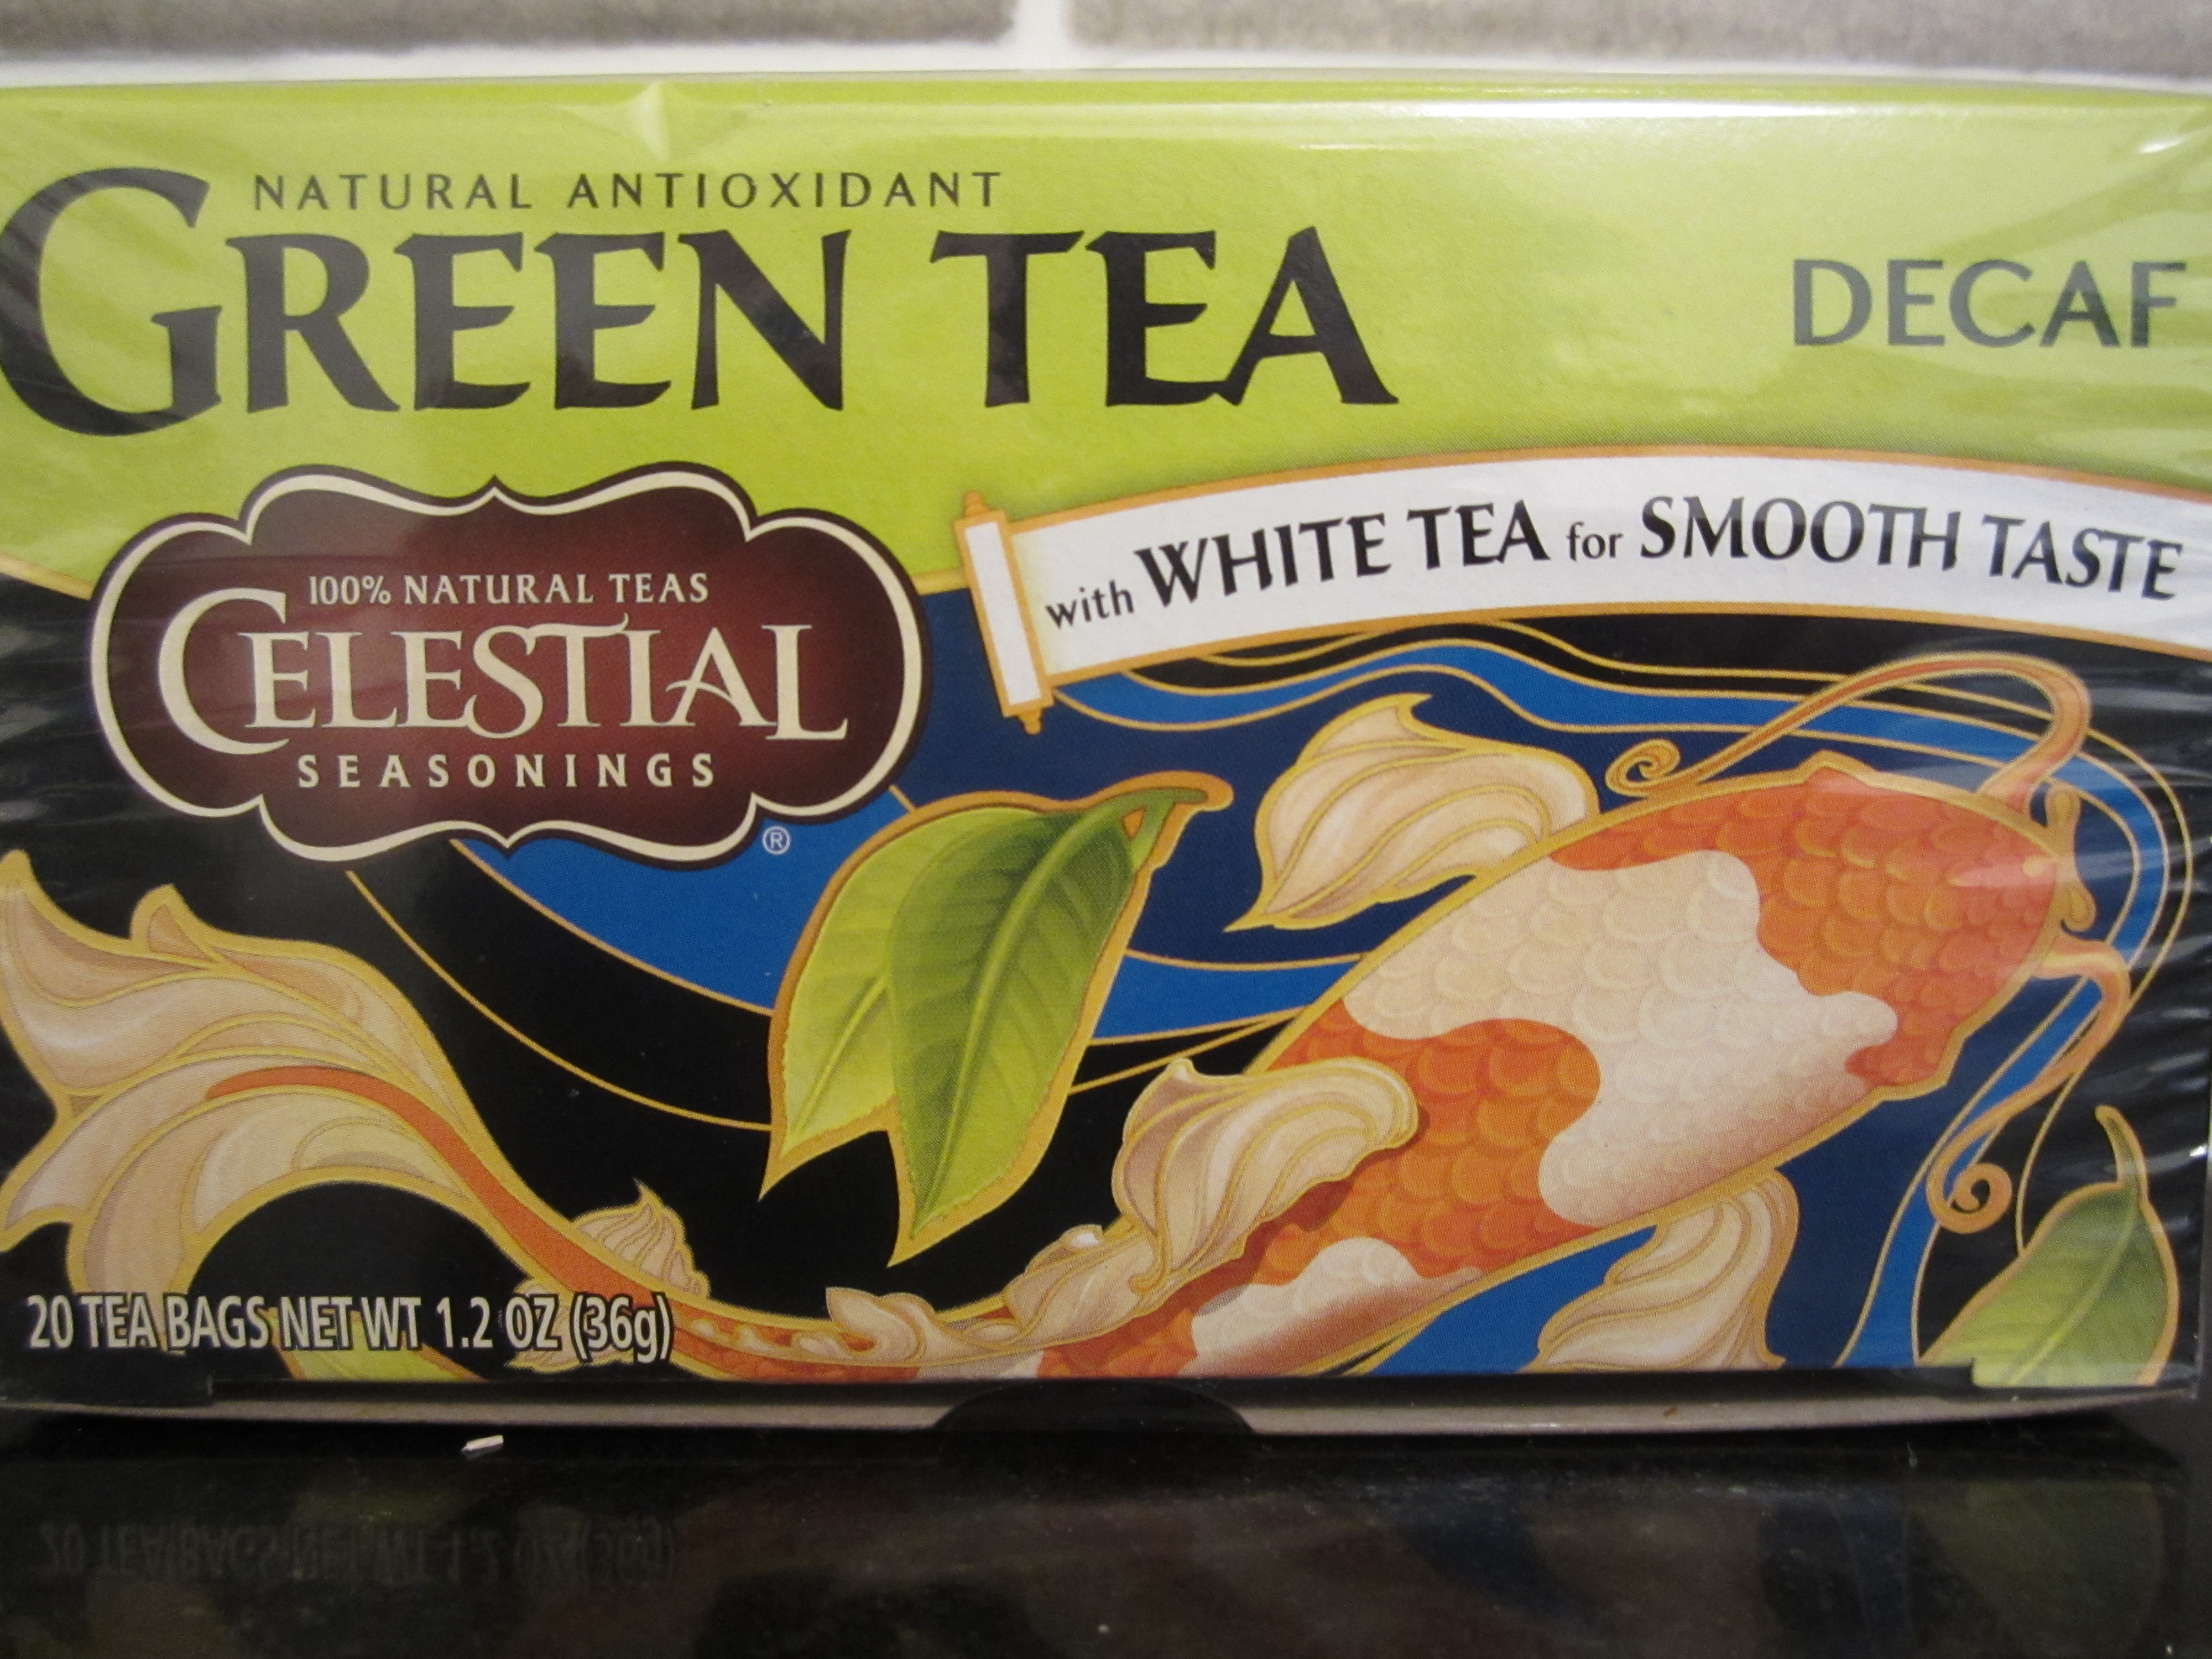 NATURAL ANTIOXIDANT
GREEN TEA
DECAF
with WHITE TEA for SMOOTH TASTE
100% NATURAL TEAS
CELESTIAL
SEASONINGS
®
20 TEA BAGS NET WT 1.2 OZ (36g)